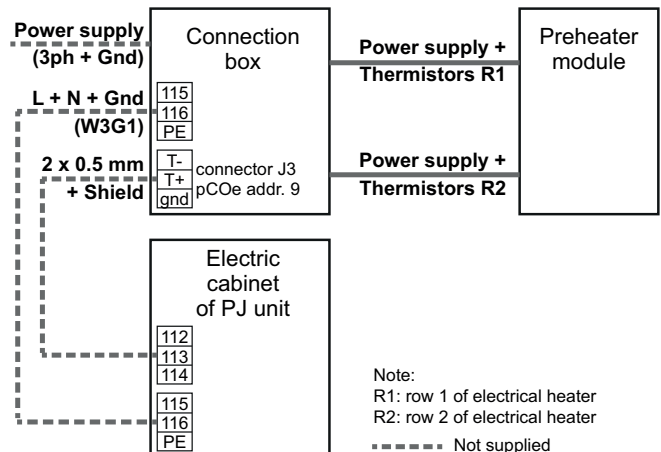 Power supply
(3ph + Gnd)
L + N + Gnd
(W3G1)
2 x 0.5 mm
+ Shield
Connection
box
115
116
PE
T-
T+
gnd
connector J3
pCOe addr. 9
Power supply +
Thermistors R1
Power supply +
Thermistors R2
Preheater
module
Electric
cabinet
of PJ unit
112
113
114
115
116
PE
Note:
R1: row 1 of electrical heater
R2: row 2 of electrical heater
Not supplied